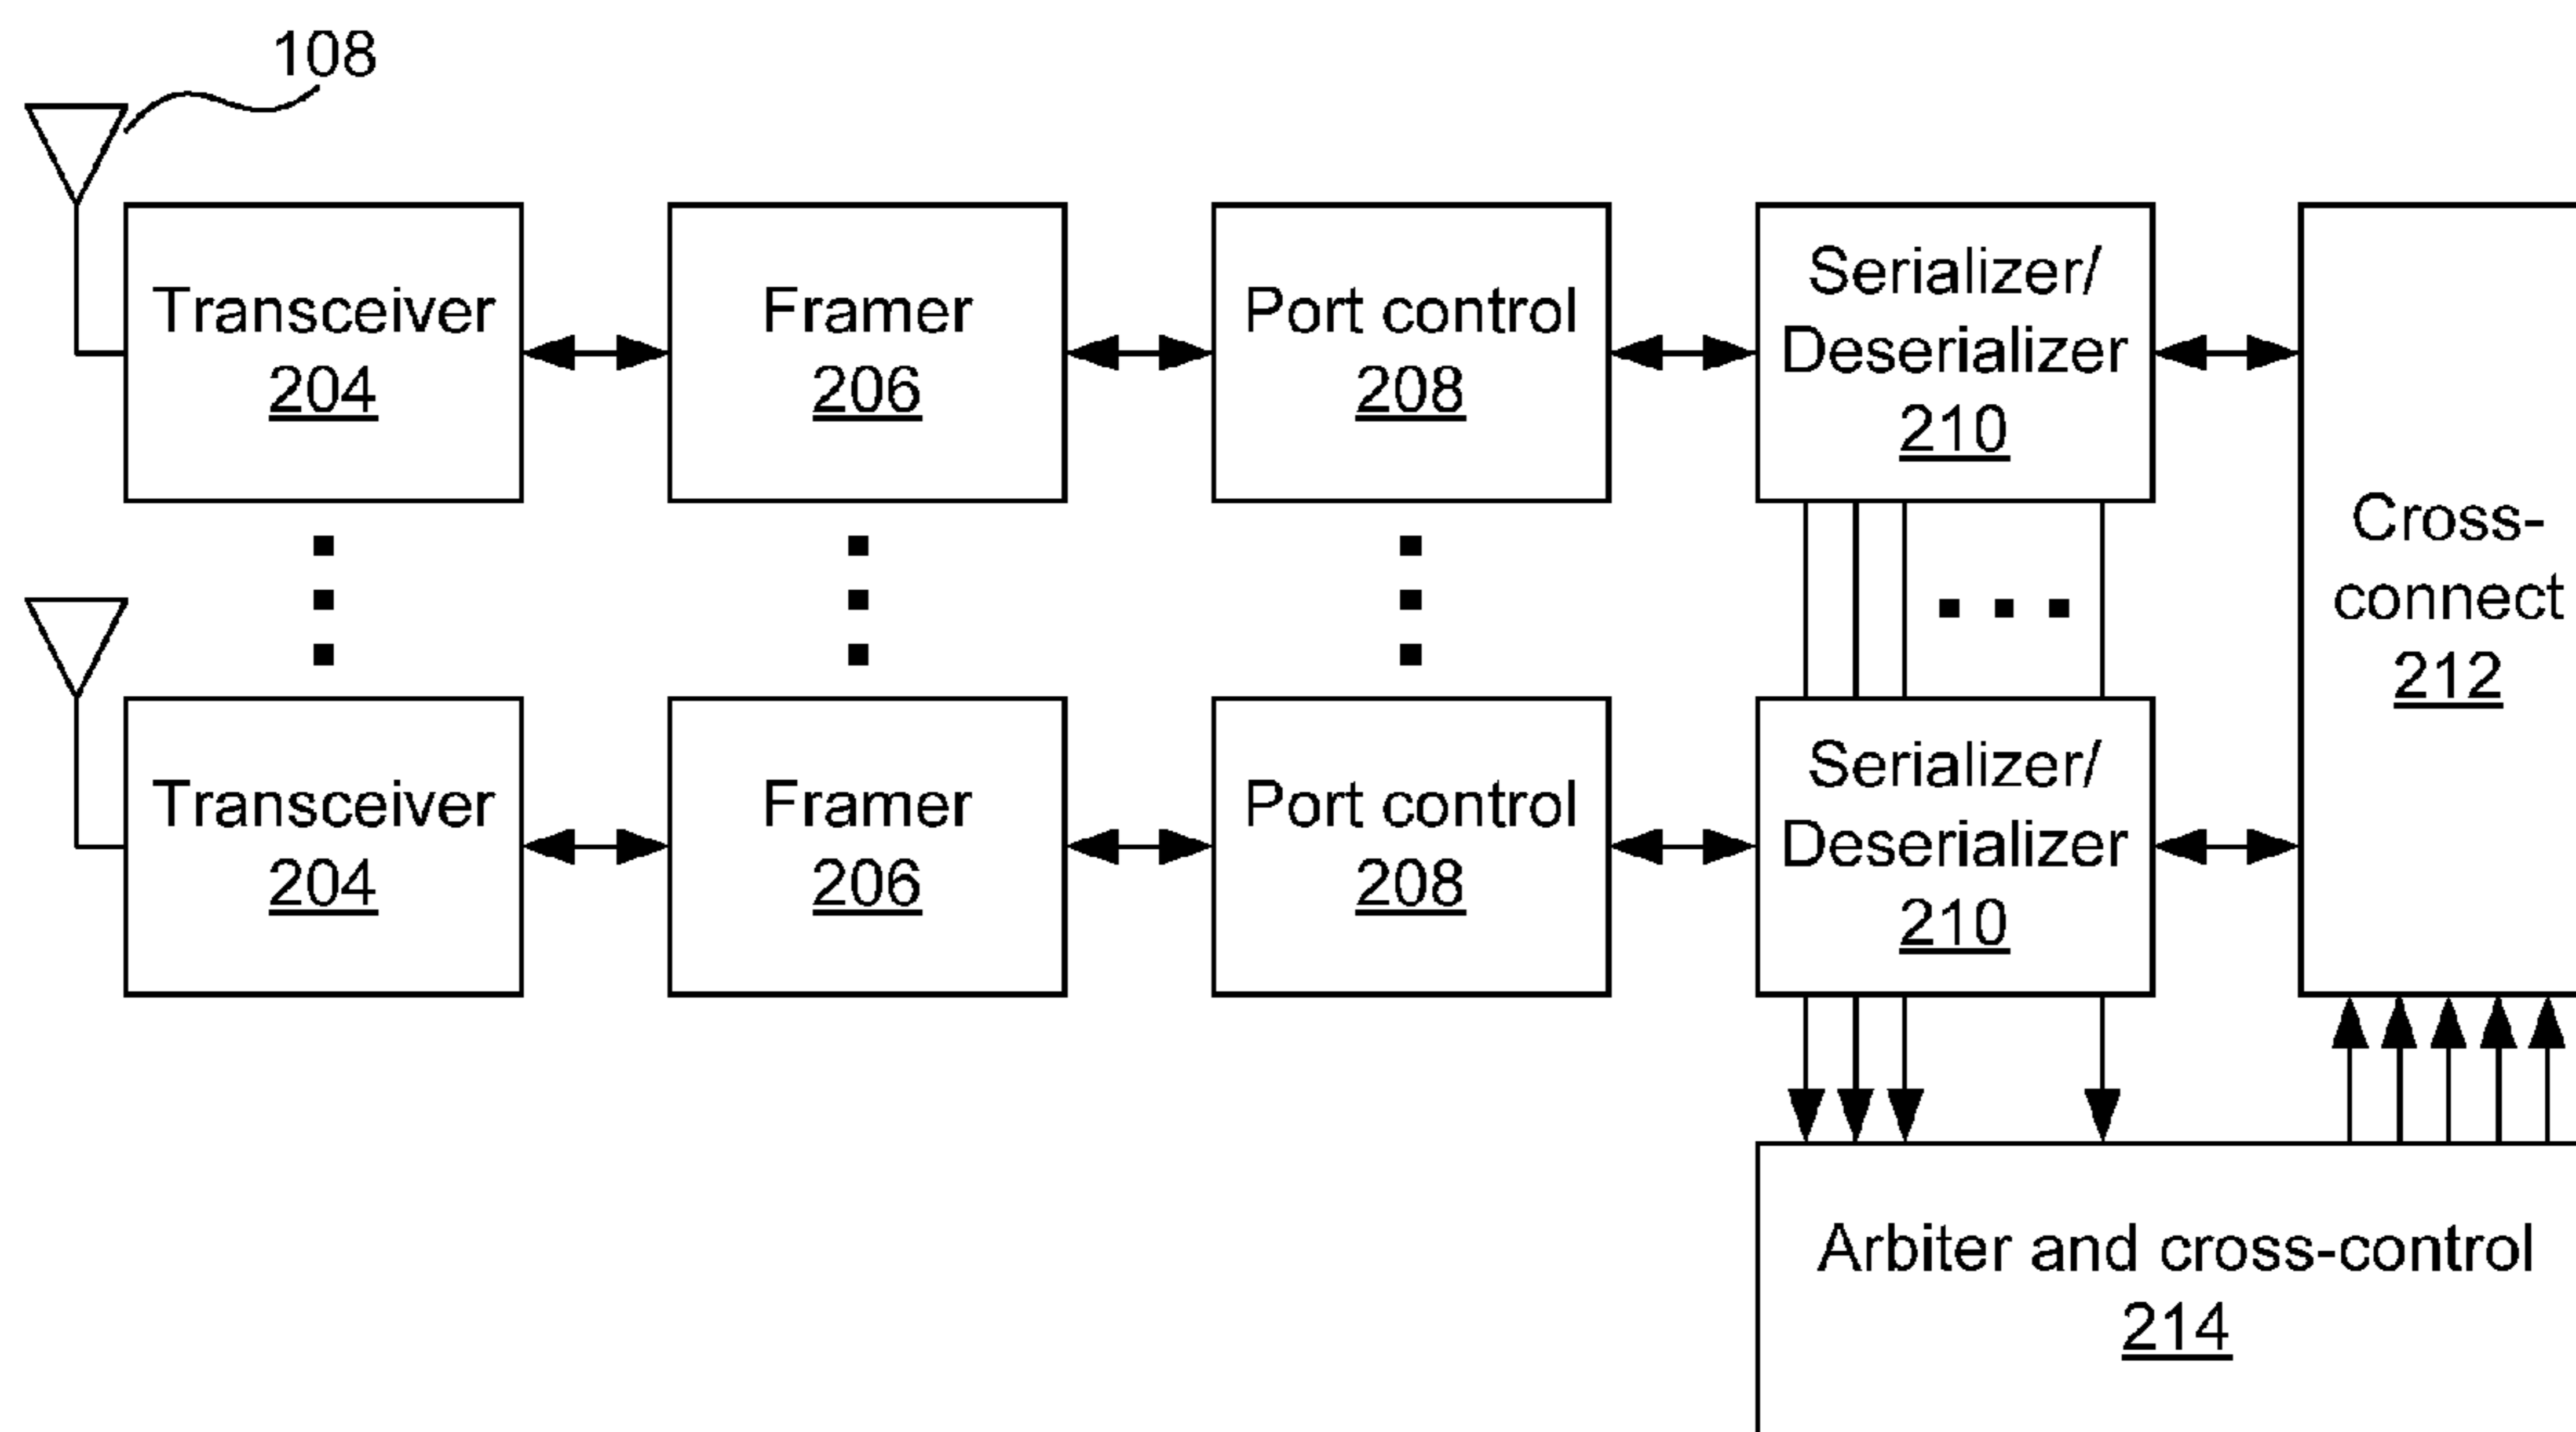 108
Transceiver
204
Framer
206
Port control
208
Serializer/
Deserializer
210
Cross-
connect
212
Transceiver
204
Framer
206
Port control
208
Serializer/
Deserializer
210
Arbiter and cross-control
214